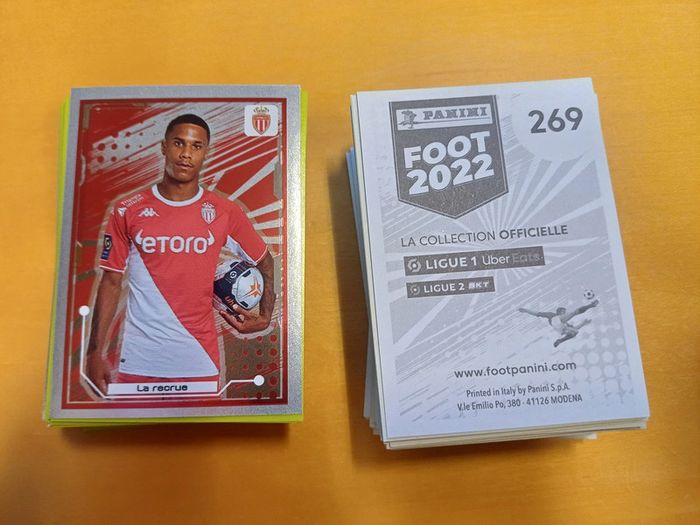 Kappa
eTORO
La recrue
PANINI
269
FOOT
2022
LA COLLECTION OFFICIELLE
LIGUE 1 Uber Eats
LIGUE 2 BKT
www.footpanini.com
Printed in Italy by Panini S.p.A.
V.le Emilio Po, 380 - 41126 MODENA